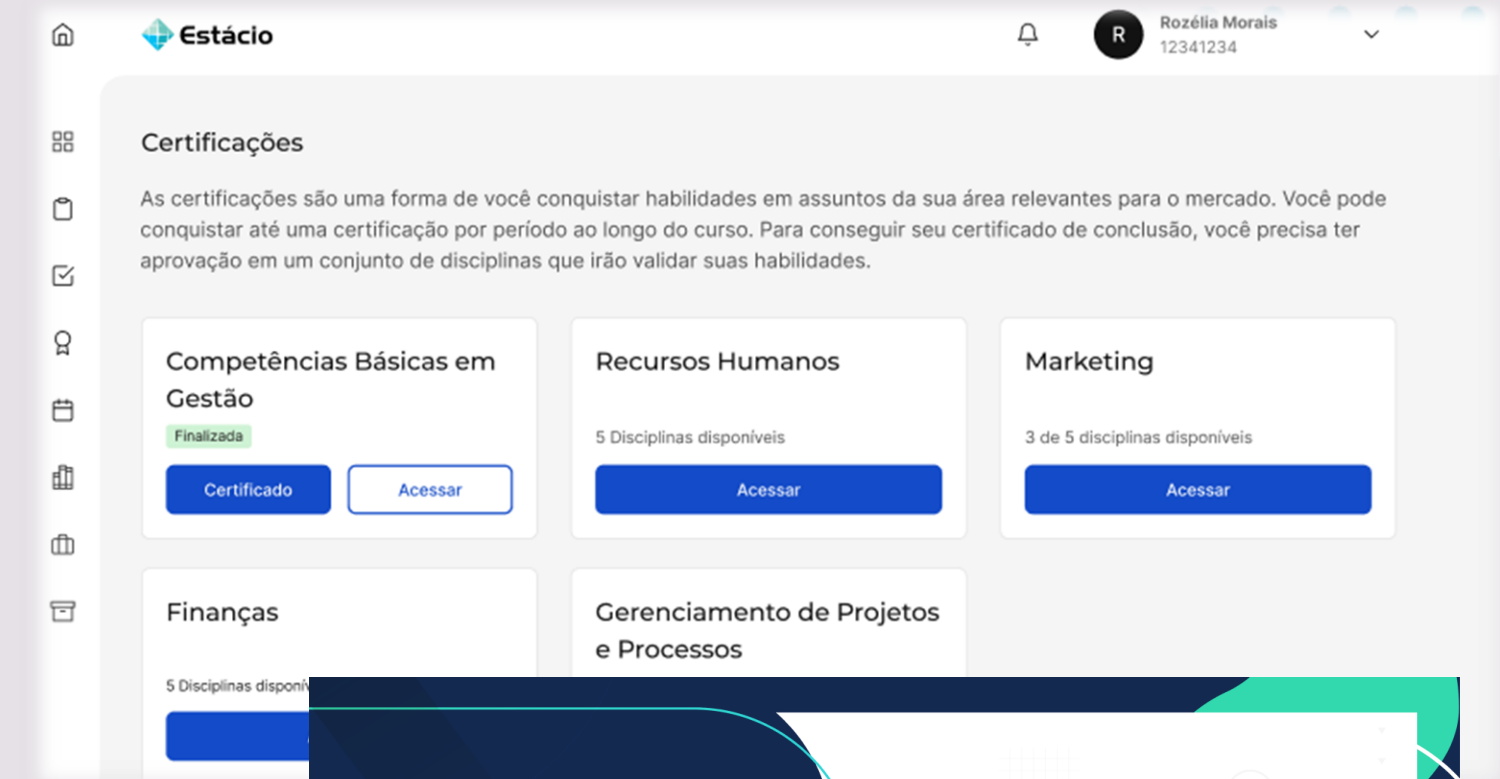 Estácio
R
Rozélia Morais
12341234
Certificações
As certificações são uma forma de você conquistar habilidades em assuntos da sua área relevantes para o mercado. Você pode
conquistar até uma certificação por período ao longo do curso. Para conseguir seu certificado de conclusão, você precisa ter
aprovação em um conjunto de disciplinas que irão validar suas habilidades.
Competências Básicas em
Gestão
Finalizada
Certificado
Acessar
Recursos Humanos
5 Disciplinas disponíveis
Acessar
Marketing
3 de 5 disciplinas disponíveis
Acessar
Finanças
5 Disciplinas
Gerenciamento de Projetos
e Processos